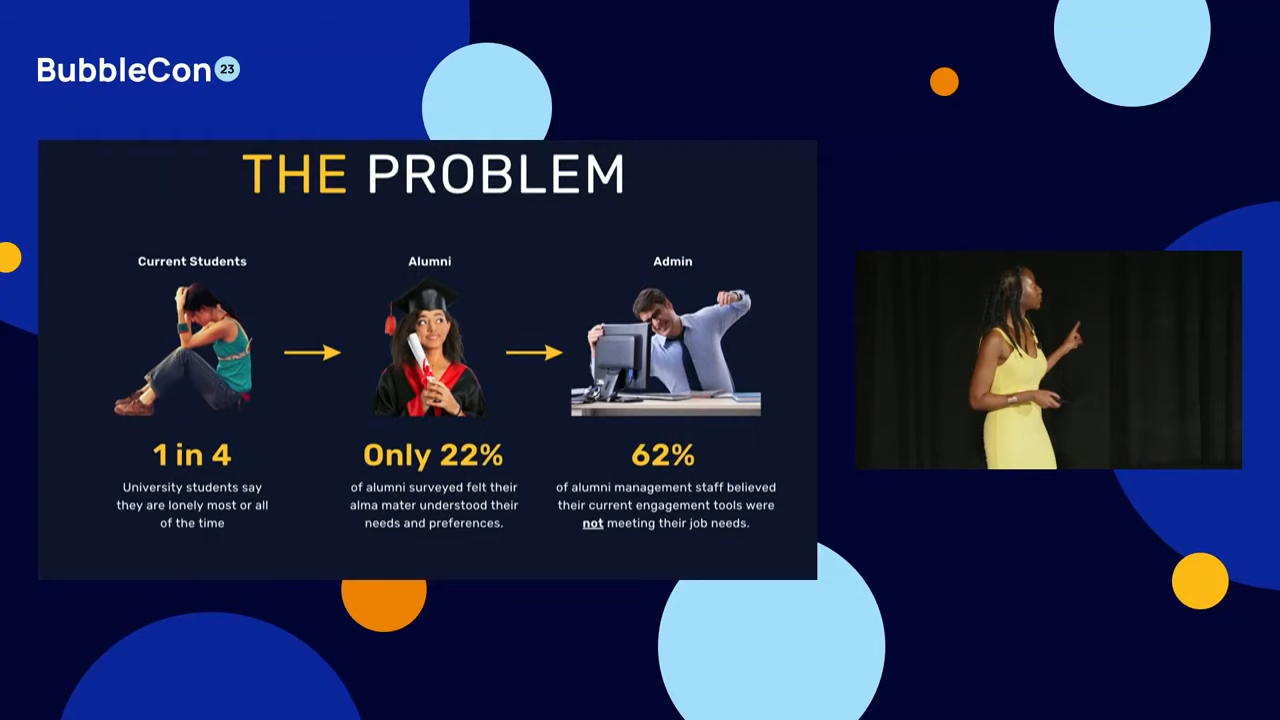 BubbleCon 23
THE PROBLEM
Current Students
1 in 4
University students say
they are lonely most or all
of the time
Alumni
Only 22%
of alumni surveyed felt their
alma mater understood their
needs and preferences.
Admin
62%
of alumni management staff believed
their current engagement tools were
not meeting their job needs.